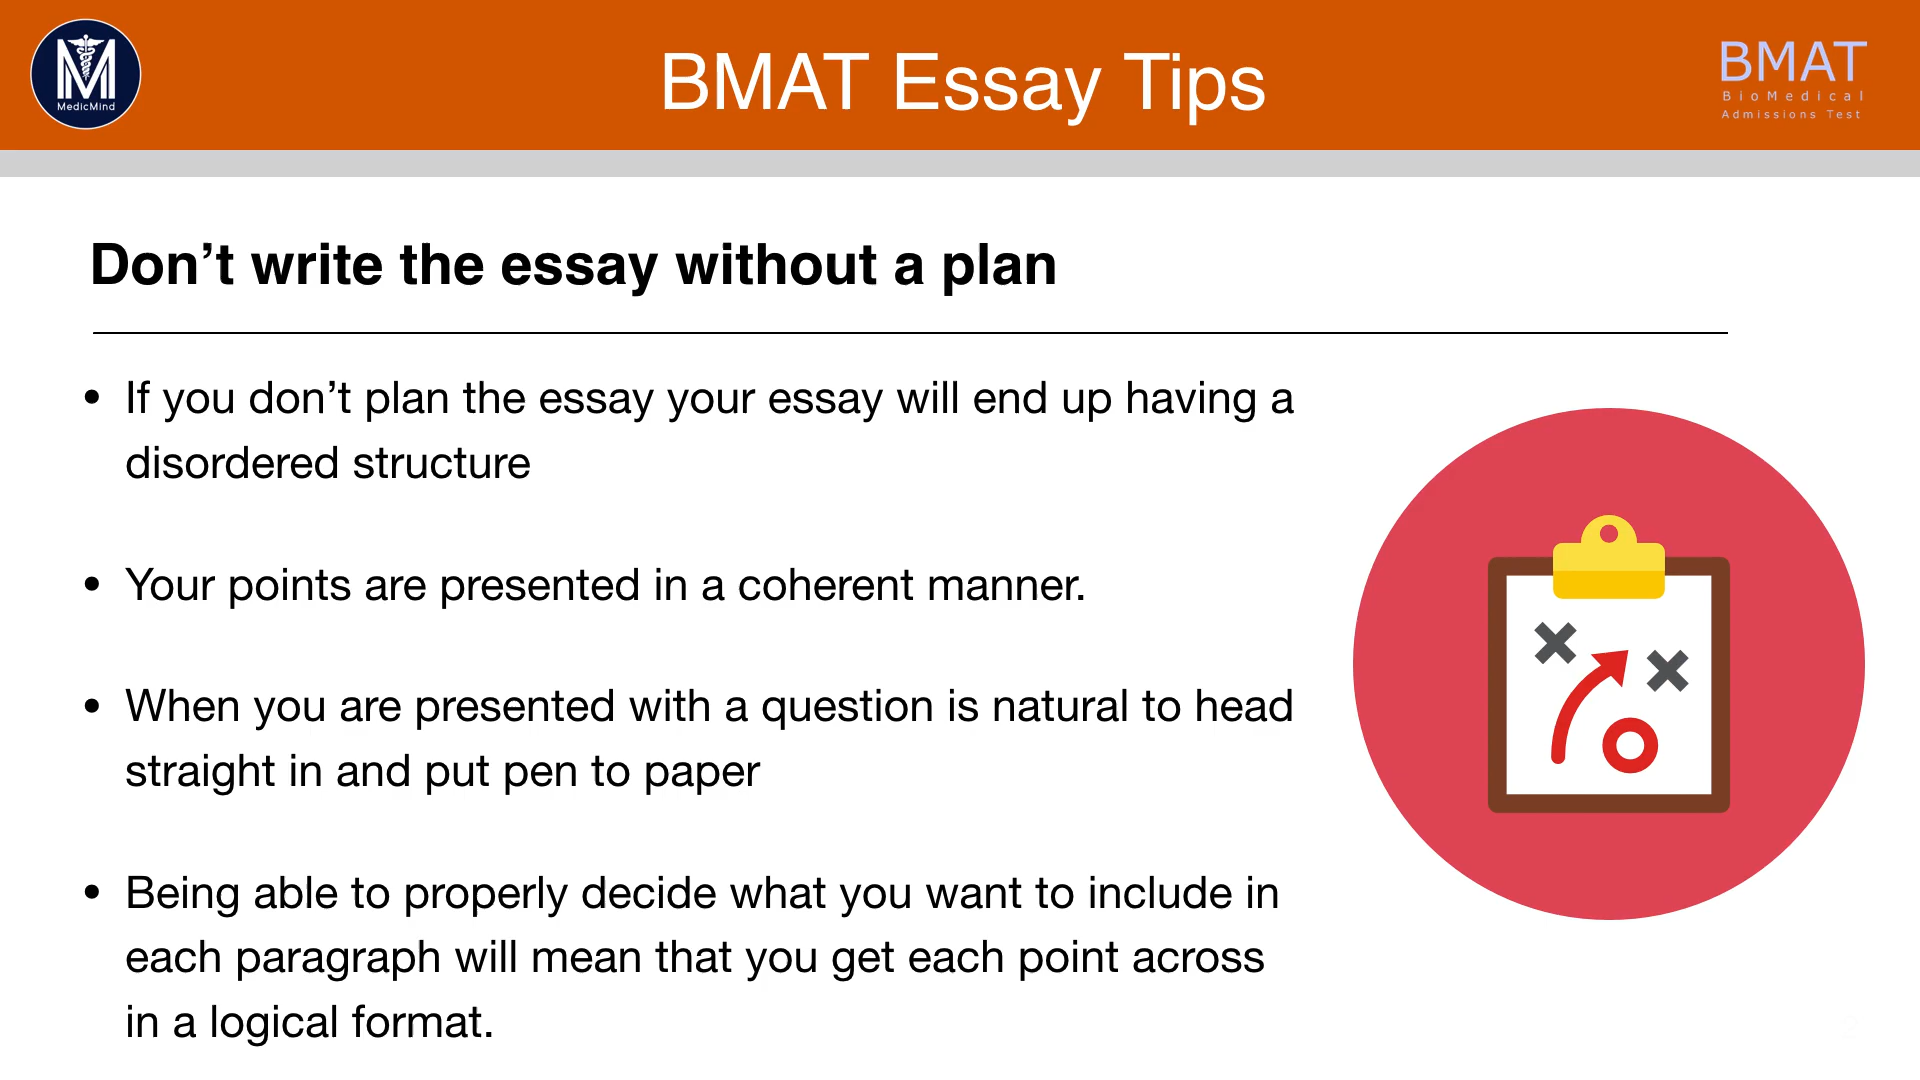 MedicMind
BMAT Essay Tips
BMAT
BioMedical
Admissions Test
Don’t write the essay without a plan
• If you don’t plan the essay your essay will end up having a
disordered structure
• Your points are presented in a coherent manner.
• When you are presented with a question is natural to head
straight in and put pen to paper
• Being able to properly decide what you want to include in
each paragraph will mean that you get each point across
in a logical format.